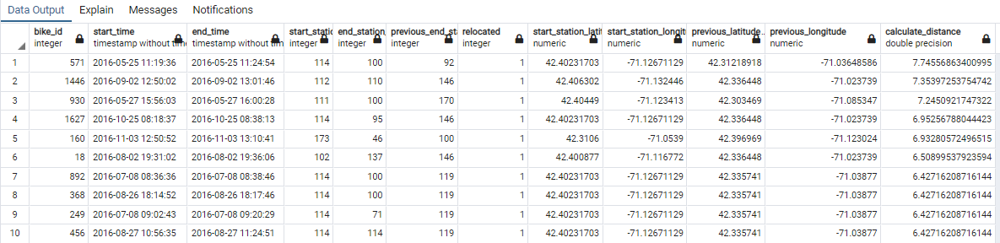 Data Output Explain Messages Notifications
bike_id start_time end_time start_stati end_station_ previous_end_sta relocated start_station_latit start_station_longit previous_latitude... previous_longitude calculate_distance
integer timestamp without time timestamp without time integer integer integer integer numeric numeric numeric numeric double precision
1 571 2016-05-25 11:19:36 2016-05-25 11:24:54 114 100 92 1 42.40231703 -71.12671129 42.31218918 -71.03648586 7.74556863400995
2 1446 2016-09-02 12:50:02 2016-09-02 13:01:46 112 110 146 1 42.406302 -71.132446 42.336448 -71.023739 7.35397253754742
3 930 2016-05-27 15:56:03 2016-05-27 16:00:28 111 100 170 1 42.40449 -71.123413 42.303469 -71.085347 7.2450921747322
4 1627 2016-10-25 08:18:37 2016-10-25 08:38:13 114 95 146 1 42.40231703 -71.12671129 42.336448 -71.023739 6.95256788044423
5 160 2016-11-03 12:50:52 2016-11-03 13:10:41 173 46 100 1 42.3106 -71.0539 42.396969 -71.123024 6.93280572496515
6 18 2016-08-02 19:31:02 2016-08-02 19:36:06 102 137 146 1 42.400877 -71.116772 42.336448 -71.023739 6.50899537923594
7 892 2016-07-08 08:36:36 2016-07-08 08:38:46 114 100 119 1 42.40231703 -71.12671129 42.335741 -71.03877 6.42716208716144
8 368 2016-08-26 18:14:52 2016-08-26 18:17:46 114 100 119 1 42.40231703 -71.12671129 42.335741 -71.03877 6.42716208716144
9 249 2016-07-08 09:02:43 2016-07-08 09:20:29 114 71 119 1 42.40231703 -71.12671129 42.335741 -71.03877 6.42716208716144
10 456 2016-08-27 10:56:35 2016-08-27 11:24:51 114 114 119 1 42.40231703 -71.12671129 42.335741 -71.03877 6.42716208716144